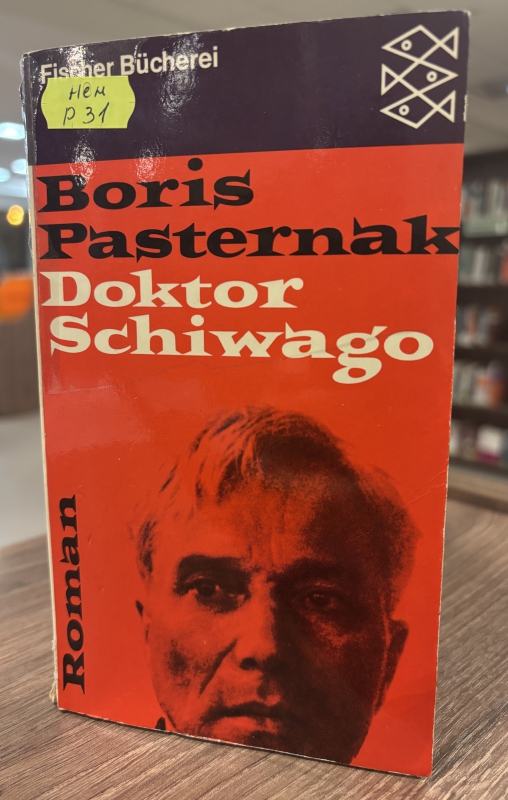 Fischer Bücherei
нем
Р 31
Boris
Pasternak
Doktor
Schiwago
Roman